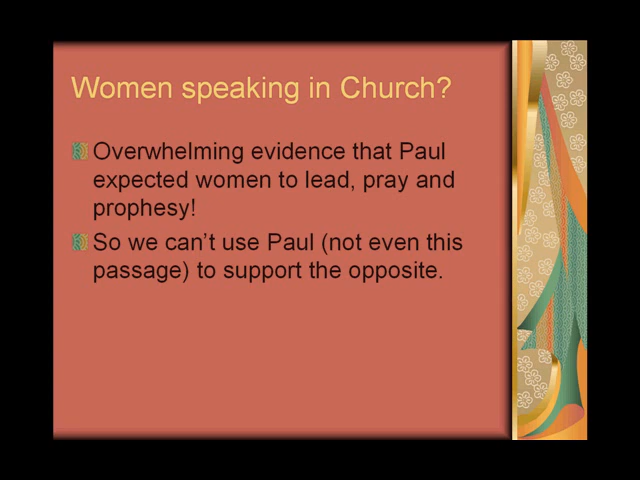 Women speaking in Church?
Overwhelming evidence that Paul
expected women to lead, pray and
prophesy!
So we can’t use Paul (not even this
passage) to support the opposite.